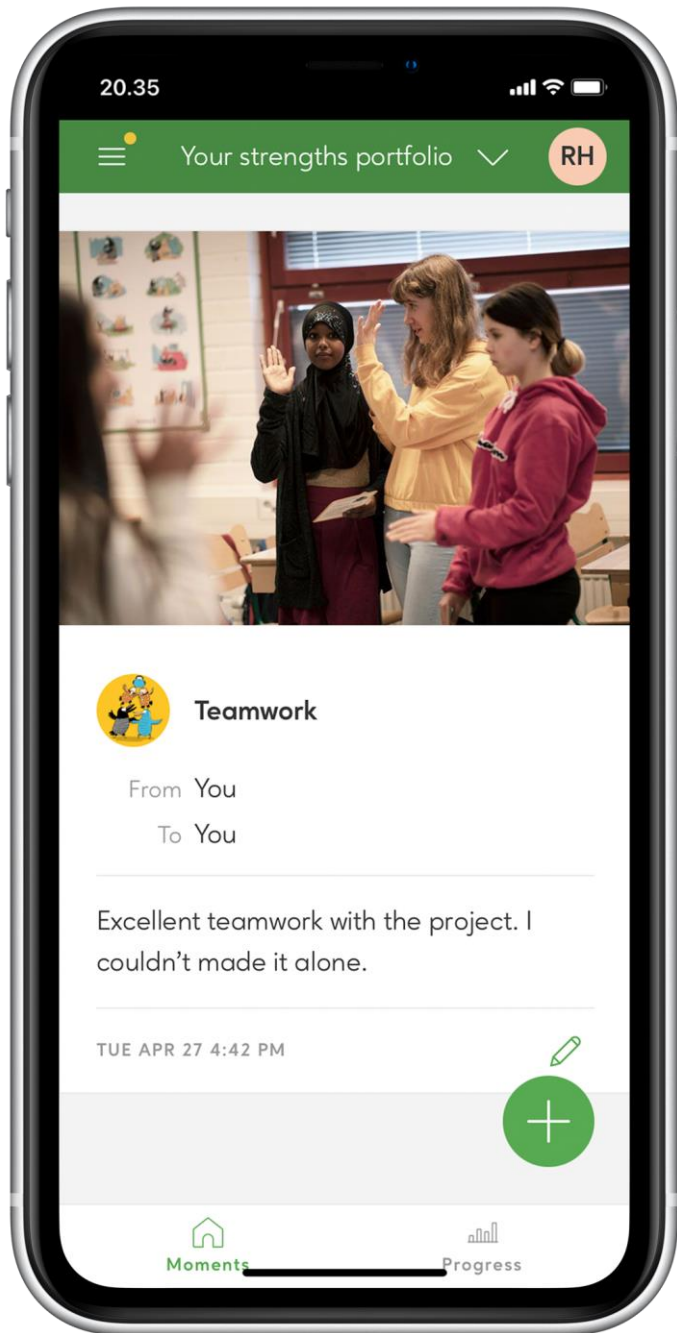 20.35
Your strengths portfolio
RH
Teamwork
From You
To You
Excellent teamwork with the project. I
couldn't made it alone.
TUE APR 27 4:42 PM
Moments
Progress